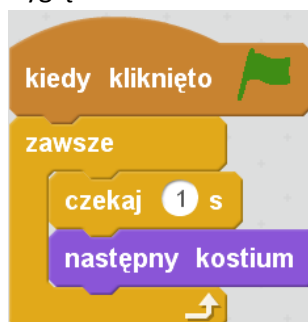 kiedy kliknięto
zawsze
czekaj 1 s
następny kostium